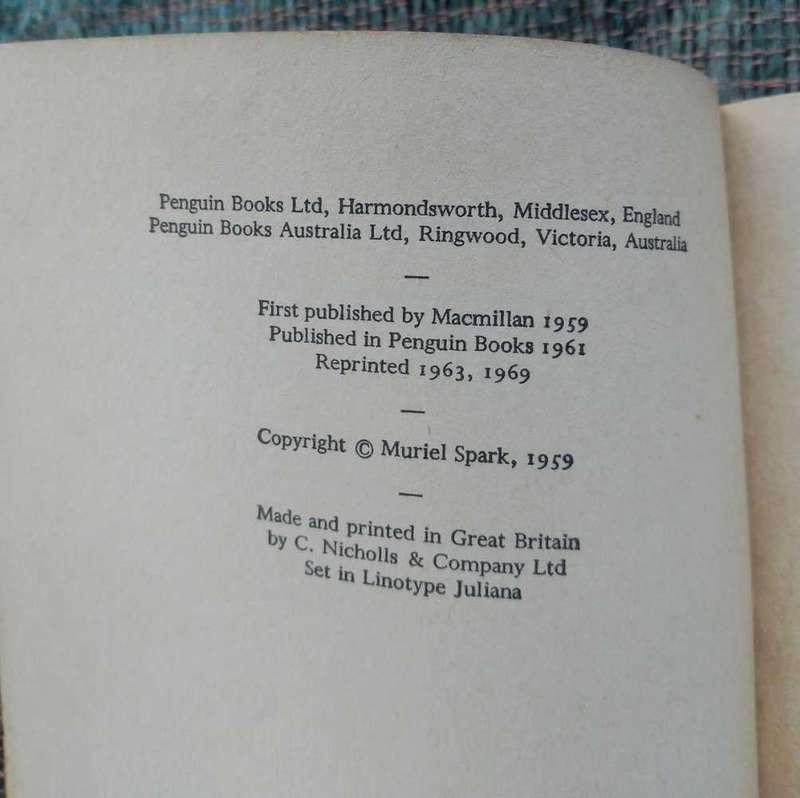 Penguin Books Ltd, Harmondsworth, Middlesex, England
Penguin Books Australia Ltd, Ringwood, Victoria, Australia
—
First published by Macmillan 1959
Published in Penguin Books 1961
Reprinted 1963, 1969
—
Copyright © Muriel Spark, 1959
—
Made and printed in Great Britain
by C. Nicholls & Company Ltd
Set in Linotype Juliana